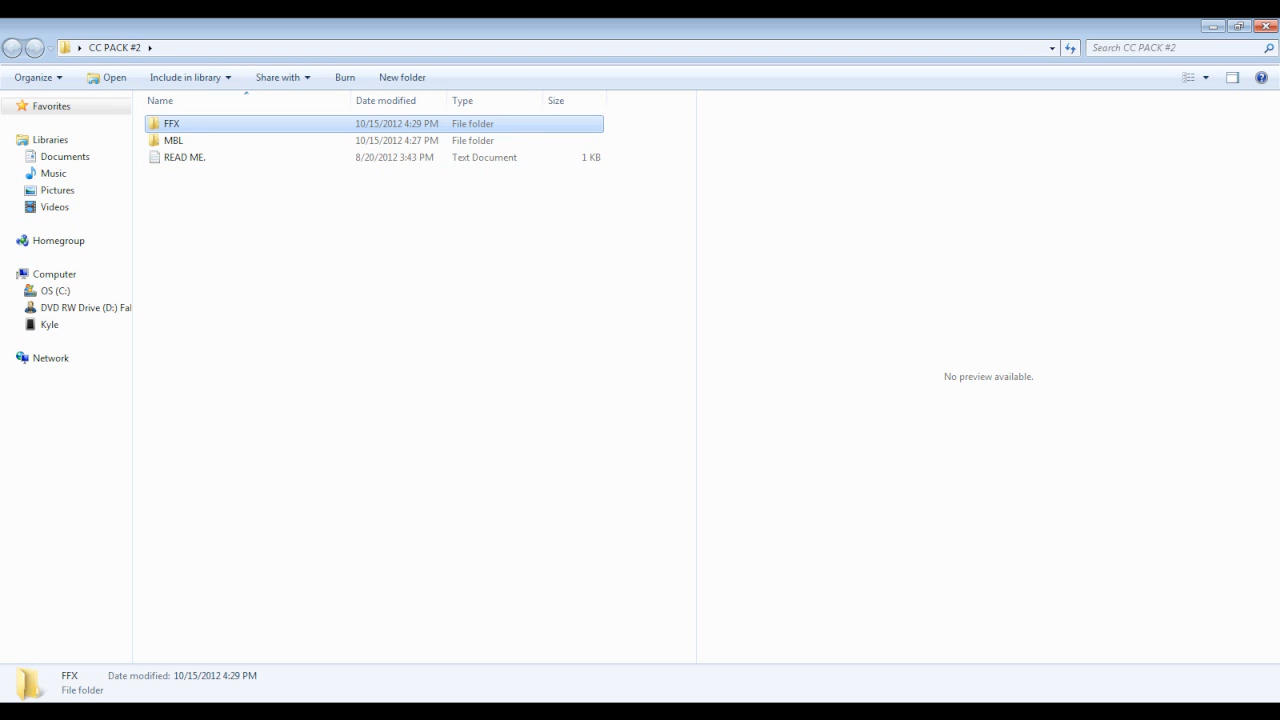 CC PACK #2
Search CC PACK #2
Organize Open Include in library Share with Burn New folder
Favorites
Libraries
Documents
Music
Pictures
Videos
Homegroup
Computer
OS (C:)
DVD RW Drive (D:) Fal
Kyle
Network
Name Date modified Type Size
FFX 10/15/2012 4:29 PM File folder
MBL 10/15/2012 4:27 PM File folder
READ ME. 8/20/2012 3:43 PM Text Document 1 KB
No preview available.
FFX Date modified: 10/15/2012 4:29 PM
File folder